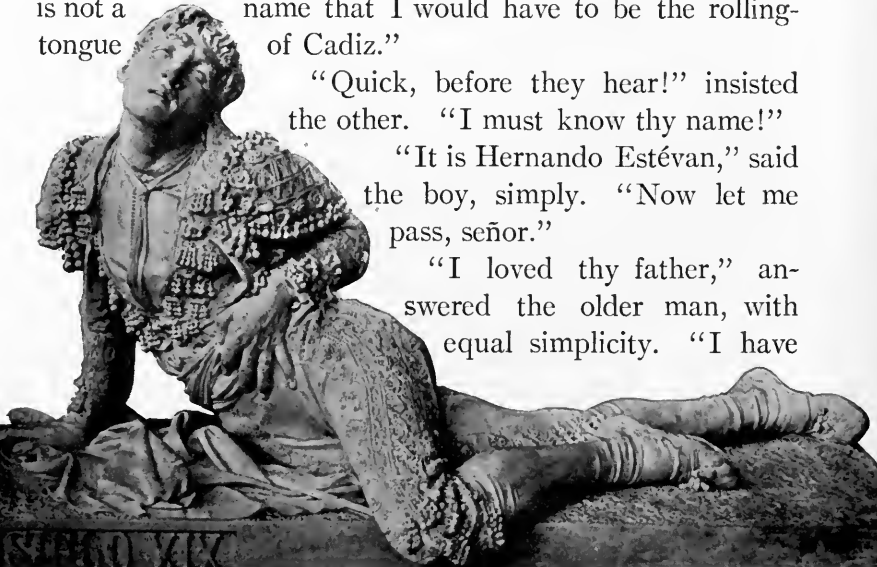 is not a name that I would have to be the rolling-
tongue of Cadiz.”
“Quick, before they hear!” insisted
the other. “I must know thy name!”
“It is Hernando Estévan,” said
the boy, simply. “Now let me
pass, señor.”
“I loved thy father,” an-
swered the older man, with
equal simplicity. “I have
SIGLO XIX